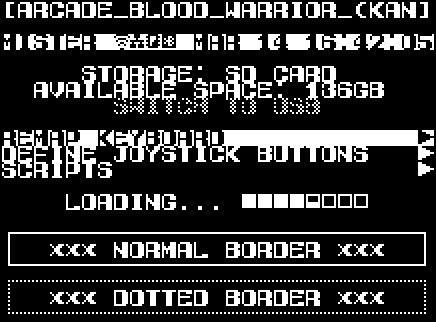 [ARCADE_BLOOD_WARRIOR_(KAN)]
MISTER
STORAGE: SD CARD
AVAILABLE SPACE: 136GB
SWITCH TO USB
REMAP KEYBOARD
DEFINE JOYSTICK BUTTONS
SCRIPTS
LOADING...
xxx NORMAL BORDER xxx
xxx DOTTED BORDER xxx